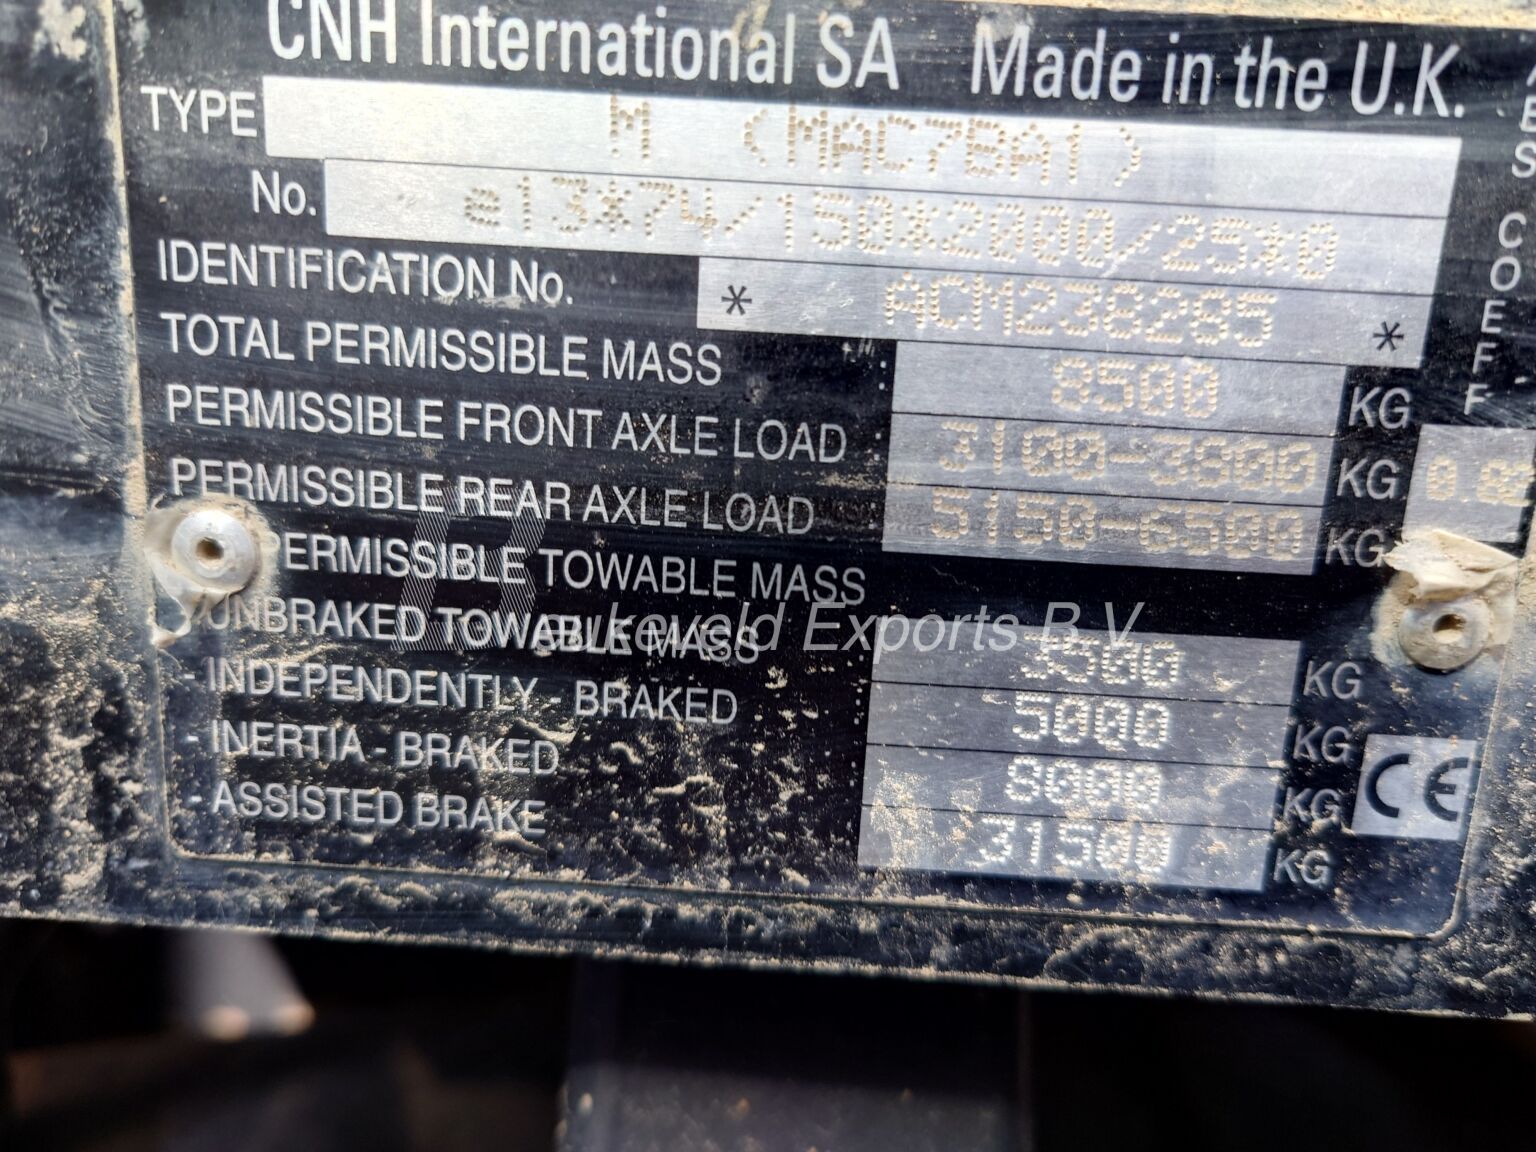 CNH International SA Made in the U.K.
TYPE M (MAC7BA1)
No. e13*74/150*2000/25*0
IDENTIFICATION No. * ACM238285 *
TOTAL PERMISSIBLE MASS : 8500 KG
PERMISSIBLE FRONT AXLE LOAD : 3100-3800 KG
PERMISSIBLE REAR AXLE LOAD : 5150-6500 KG
PERMISSIBLE TOWABLE MASS
- UNBRAKED TOWABLE MASS 3500 KG
- INDEPENDENTLY - BRAKED 5000 KG
- INERTIA - BRAKED 8000 KG
- ASSISTED BRAKE : 31500 KG
COEFF
CE
Exports B.V.